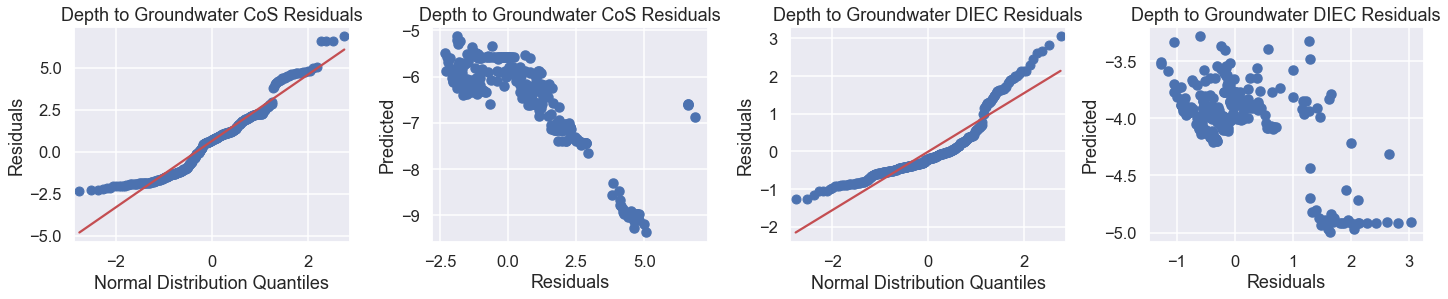 Depth to Groundwater CoS Residuals
Residuals
5.0
2.5
0.0
−2.5
−5.0
−2
0
2
Normal Distribution Quantiles
Depth to Groundwater CoS Residuals
Predicted
−5
−6
−7
−8
−9
−2.5
0.0
2.5
5.0
Residuals
Depth to Groundwater DIEC Residuals
Residuals
3
2
1
0
−1
−2
−2
0
2
Normal Distribution Quantiles
Depth to Groundwater DIEC Residuals
Predicted
−3.5
−4.0
−4.5
−5.0
−1
0
1
2
3
Residuals